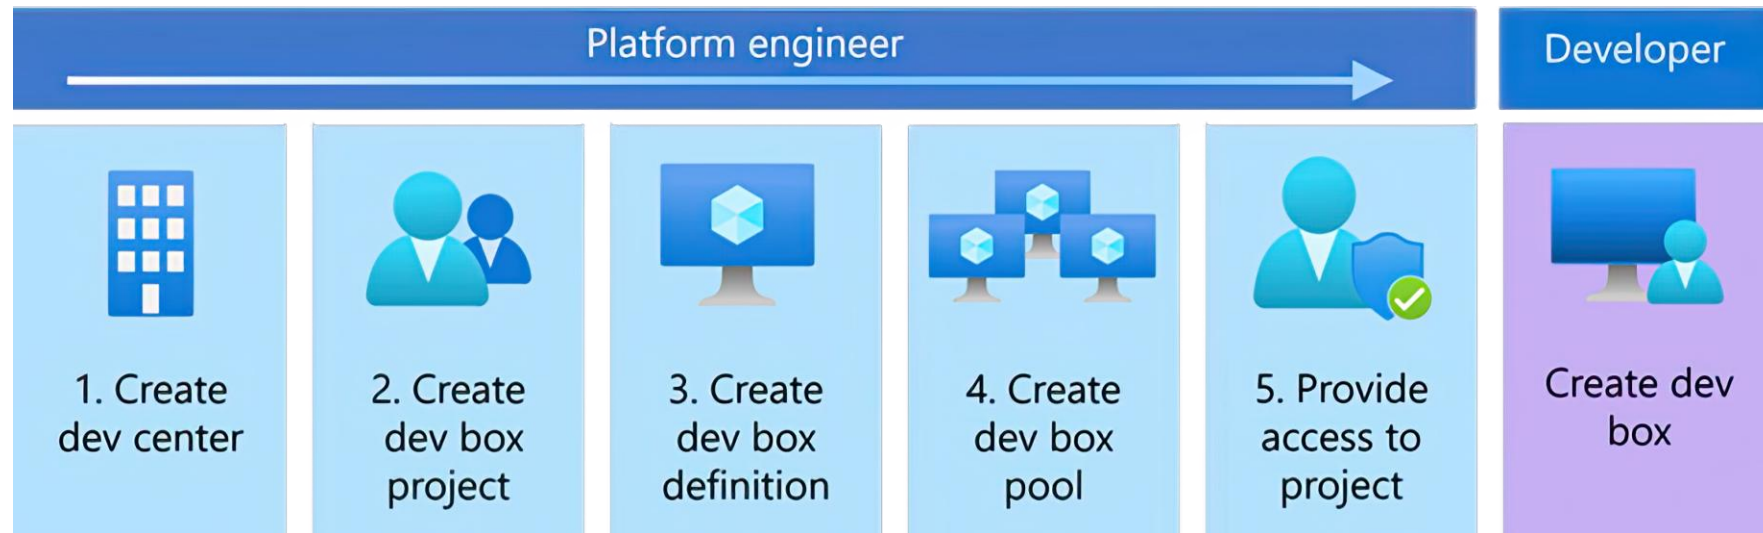 Platform engineer
Developer
1. Create
dev center
2. Create
dev box
project
3. Create
dev box
definition
4. Create
dev box
pool
5. Provide
access to
project
Create dev
box